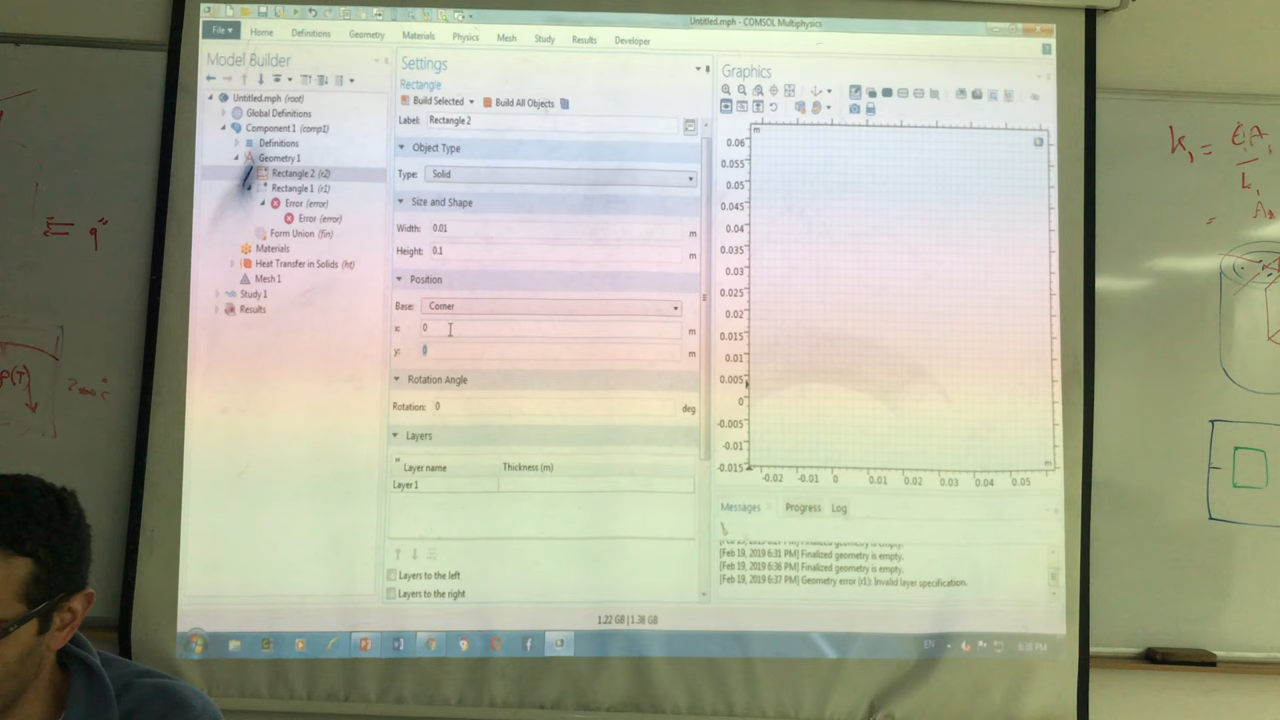 Untitled.mph - COMSOL Multiphysics
File Home Definitions Geometry Materials Physics Mesh Study Results Developer
Model Builder
Untitled.mph (root)
Global Definitions
Component 1 (comp1)
Definitions
Geometry 1
Rectangle 2 (r2)
Rectangle 1 (r1)
Error (error)
Error (error)
Form Union (fin)
Materials
Heat Transfer in Solids (ht)
Mesh 1
Study 1
Results
Settings
Rectangle
Build Selected Build All Objects
Label: Rectangle 2
Object Type
Type: Solid
Size and Shape
Width: 0.01 m
Height: 0.1 m
Position
Base: Corner
x: 0 m
y: 0 m
Rotation Angle
Rotation: 0 deg
Layers
Layer name Thickness (m)
Layer 1
Layers to the left
Layers to the right
Graphics
m
0.06
0.055
0.05
0.045
0.04
0.035
0.03
0.025
0.02
0.015
0.01
0.005
0
-0.005
-0.01
-0.015
-0.02 -0.01 0 0.01 0.02 0.03 0.04 0.05
m
Messages Progress Log
[Feb 19, 2019 6:31 PM] Finalized geometry is empty.
[Feb 19, 2019 6:36 PM] Finalized geometry is empty.
[Feb 19, 2019 6:37 PM] Geometry error (r1): Invalid layer specification.
1.22 GB | 1.38 GB
EN 6:38 PM